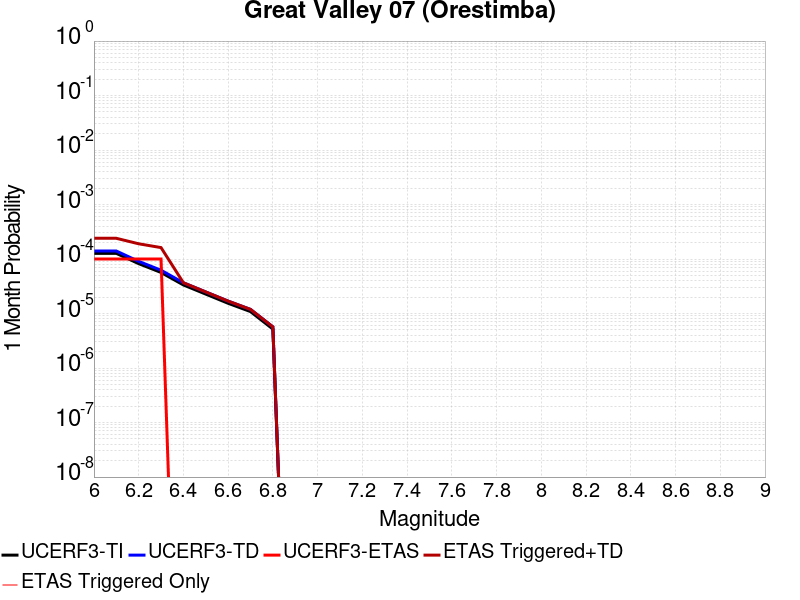 Great Valley 07 (Orestimba)
10^0
10^-1
10^-2
10^-3
10^-4
10^-5
10^-6
10^-7
10^-8
1 Month Probability
6 6.2 6.4 6.6 6.8 7 7.2 7.4 7.6 7.8 8 8.2 8.4 8.6 8.8 9
Magnitude
UCERF3-TI UCERF3-TD UCERF3-ETAS ETAS Triggered+TD
ETAS Triggered Only